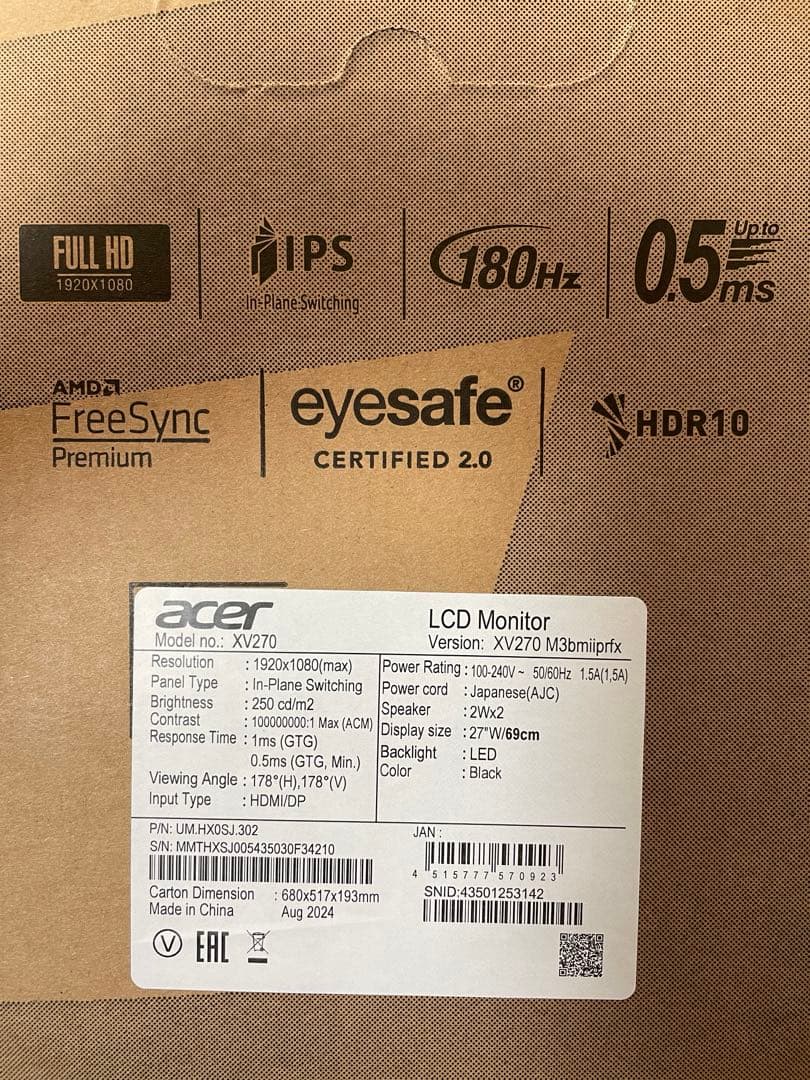 FULL HD
1920X1080
IPS
In-Plane Switching
180Hz
Up to
0.5ms
AMD
FreeSync
Premium
eyesafe®
CERTIFIED 2.0
HDR10
acer
LCD Monitor
Model no.: XV270
Version: XV270 M3bmiiprfx
Resolution : 1920x1080(max)
Panel Type : In-Plane Switching
Brightness : 250 cd/m2
Contrast : 100000000:1 Max (ACM)
Response Time : 1ms (GTG)
0.5ms (GTG, Min.)
Viewing Angle : 178°(H),178°(V)
Input Type : HDMI/DP
Power Rating : 100-240V ~ 50/60Hz 1.5A(1,5A)
Power cord : Japanese(AJC)
Speaker : 2Wx2
Display size : 27"W/69cm
Backlight : LED
Color : Black
P/N: UM.HX0SJ.302
S/N: MMTHXSJ005435030F34210
Carton Dimension : 680x517x193mm
Made in China Aug 2024
JAN :
4 515777 570923
SNID:43501253142
V
EAC